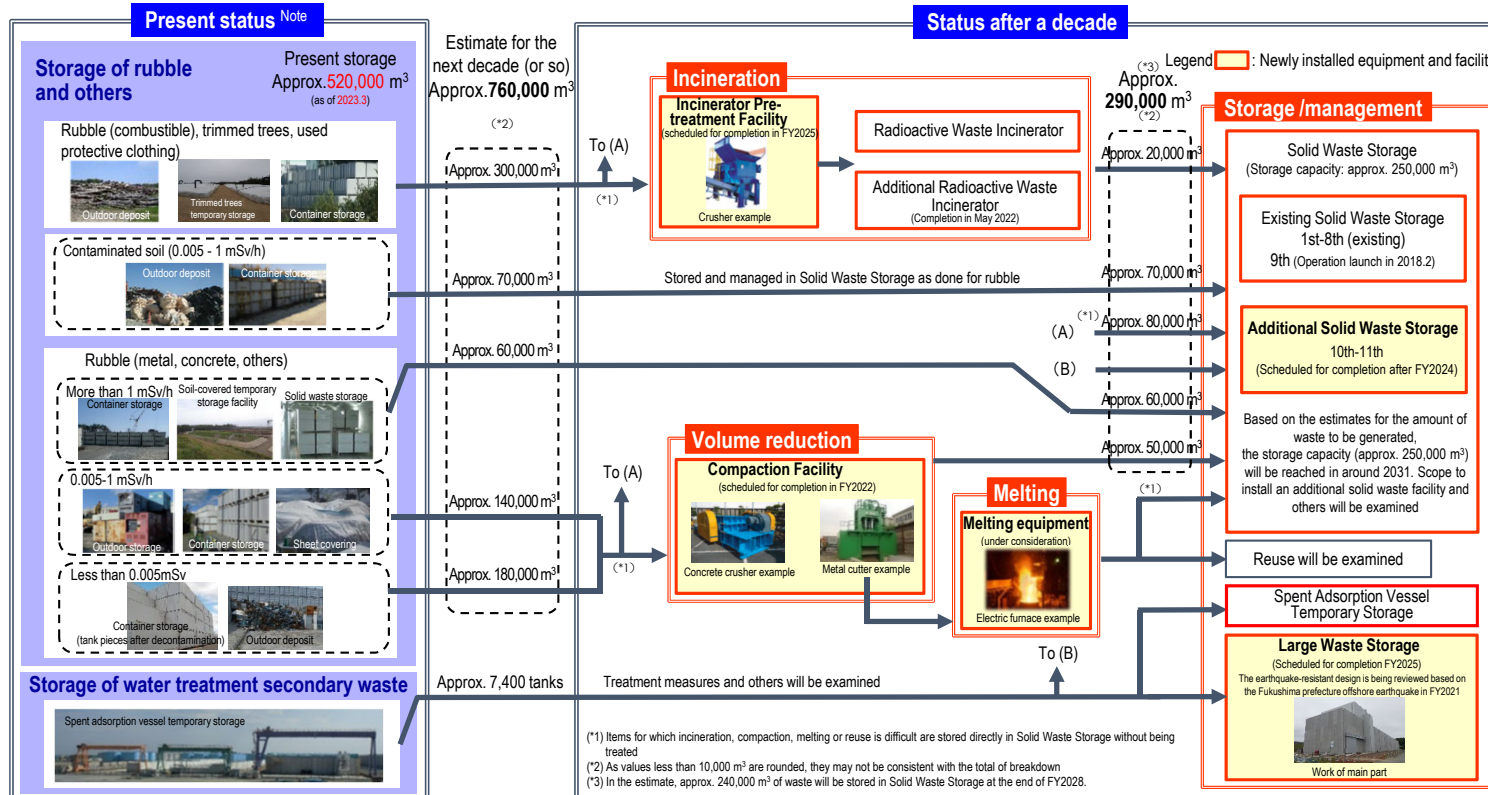 Present status Note
Storage of rubble
and others
Present storage
Approx.520,000 m³
(as of 2023.3)
Rubble (combustible), trimmed trees, used
protective clothing)
Outdoor deposit
Trimmed trees
temporary storage
Container storage
Contaminated soil (0.005 - 1 mSv/h)
Outdoor deposit
Container storage
Rubble (metal, concrete, others)
More than 1 mSv/h
Container storage
Soil-covered temporary
storage facility
Solid waste storage
0.005-1 mSv/h
Outdoor storage
Container storage
Sheet covering
Less than 0.005mSv
Container storage
(tank pieces after decontamination)
Outdoor deposit
Storage of water treatment secondary waste
Spent adsorption vessel temporary storage
Estimate for the
next decade (or so)
Approx.760,000 m³
(*2)
Approx. 300,000 m³
Approx. 70,000 m³
Approx. 60,000 m³
Approx. 140,000 m³
Approx. 180,000 m³
Approx. 7,400 tanks
Status after a decade
Legend : Newly installed equipment and facilit
To (A)
(*1)
Incineration
Incinerator Pre-
treatment Facility
(scheduled for completion in FY2025)
Crusher example
Radioactive Waste Incinerator
Additional Radioactive Waste
Incinerator
(Completion in May 2022)
Stored and managed in Solid Waste Storage as done for rubble
To (A)
(*1)
Volume reduction
Compaction Facility
(scheduled for completion in FY2022)
Concrete crusher example
Metal cutter example
Melting
Melting equipment
(under consideration)
Electric furnace example
(*1)
To (B)
Treatment measures and others will be examined
(*3)
Approx.
290,000 m³
(*2)
Approx. 20,000 m³
Approx. 70,000 m³
(A)
(*1)
Approx. 80,000 m³
(B)
Approx. 60,000 m³
Approx. 50,000 m³
Storage /management
Solid Waste Storage
(Storage capacity: approx. 250,000 m³)
Existing Solid Waste Storage
1st-8th (existing)
9th (Operation launch in 2018.2)
Additional Solid Waste Storage
10th-11th
(Scheduled for completion after FY2024)
Based on the estimates for the amount of
waste to be generated,
the storage capacity (approx. 250,000 m³)
will be reached in around 2031. Scope to
install an additional solid waste facility and
others will be examined
Reuse will be examined
Spent Adsorption Vessel
Temporary Storage
Large Waste Storage
(Scheduled for completion FY2025)
The earthquake-resistant design is being reviewed based on
the Fukushima prefecture offshore earthquake in FY2021
Work of main part
(*1) Items for which incineration, compaction, melting or reuse is difficult are stored directly in Solid Waste Storage without being
treated
(*2) As values less than 10,000 m³ are rounded, they may not be consistent with the total of breakdown
(*3) In the estimate, approx. 240,000 m³ of waste will be stored in Solid Waste Storage at the end of FY2028.